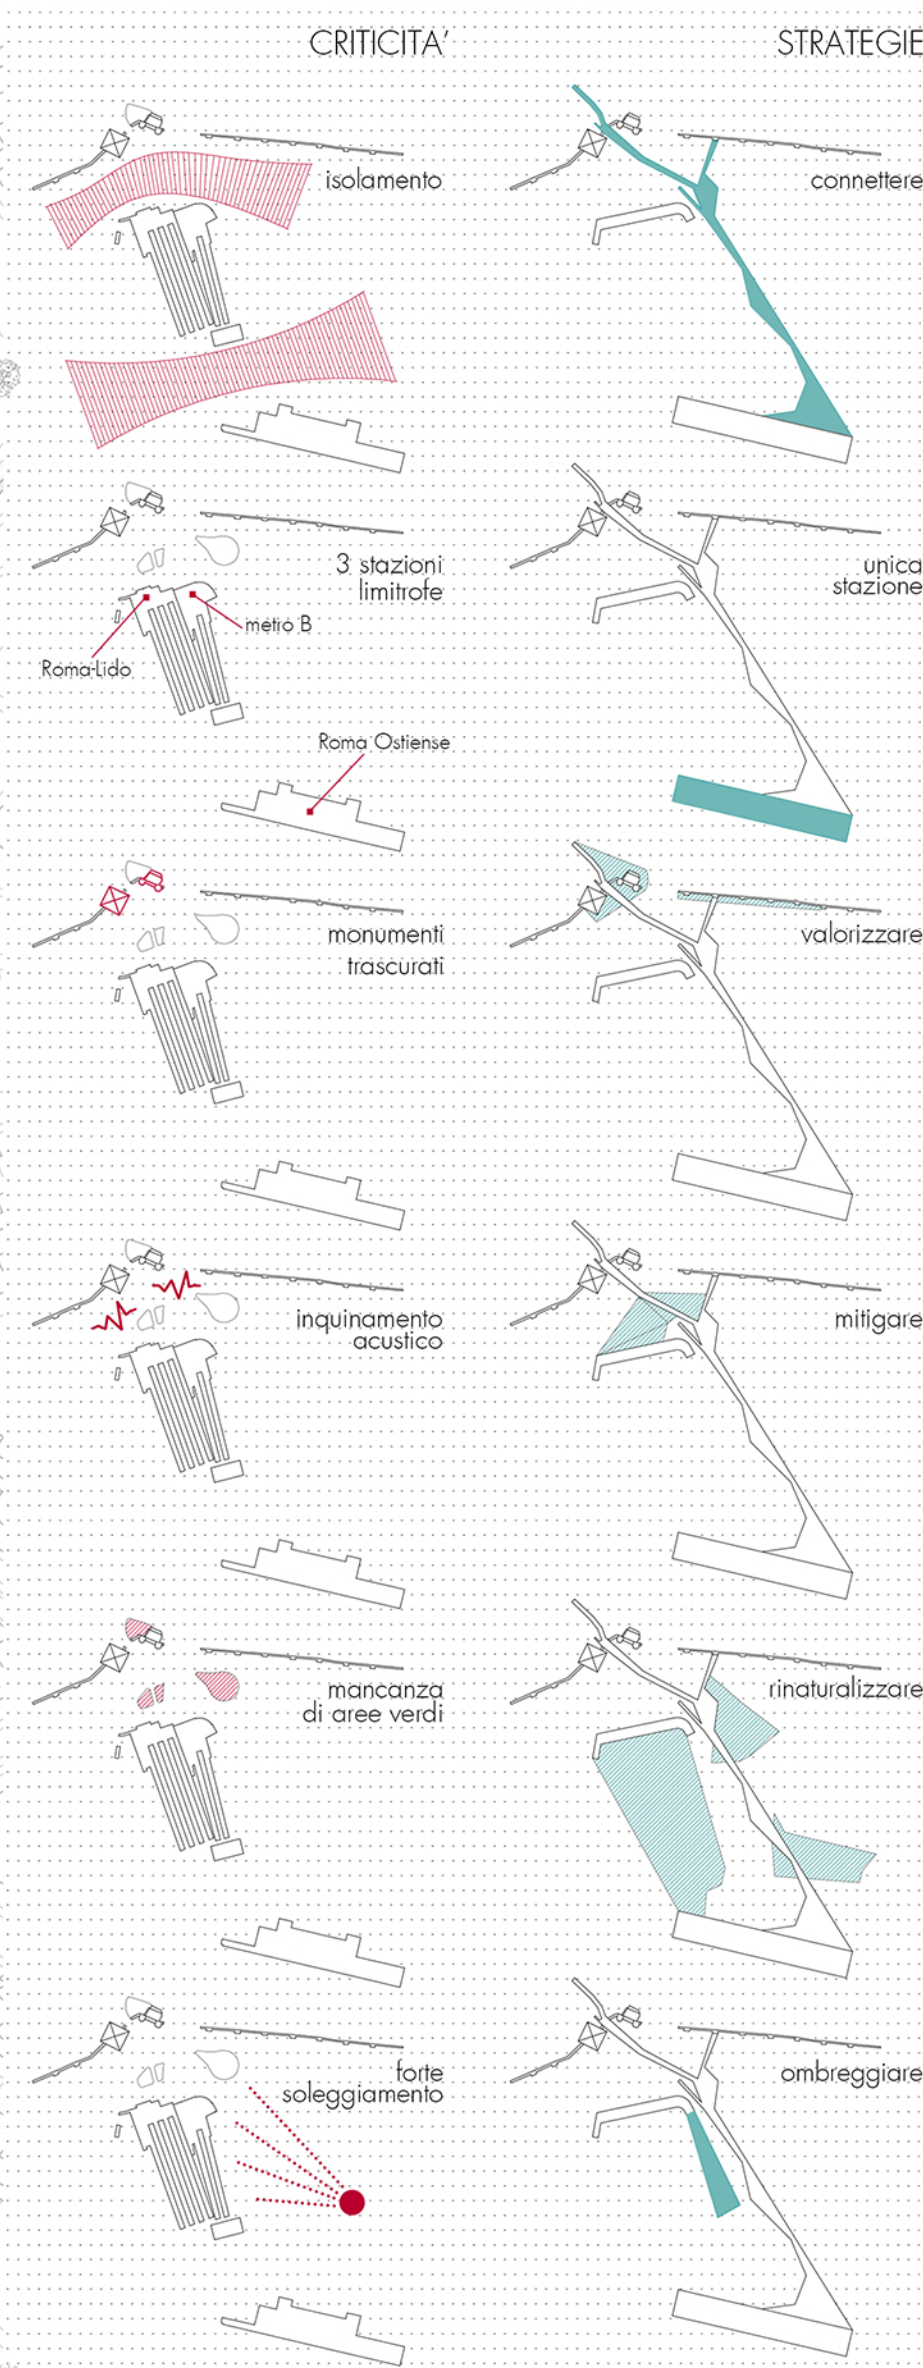 CRITICITA'
STRATEGIE
isolamento
connettere
3 stazioni
limitrofe
unica
stazione
metro B
Roma-Lido
Roma Ostiense
monumenti
trascurati
valorizzare
inquinamento
acustico
mitigare
mancanza
di aree verdi
rinaturalizzare
forte
soleggiamento
ombreggiare